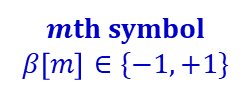 mth symbol
β[m] ∈ {−1, +1}